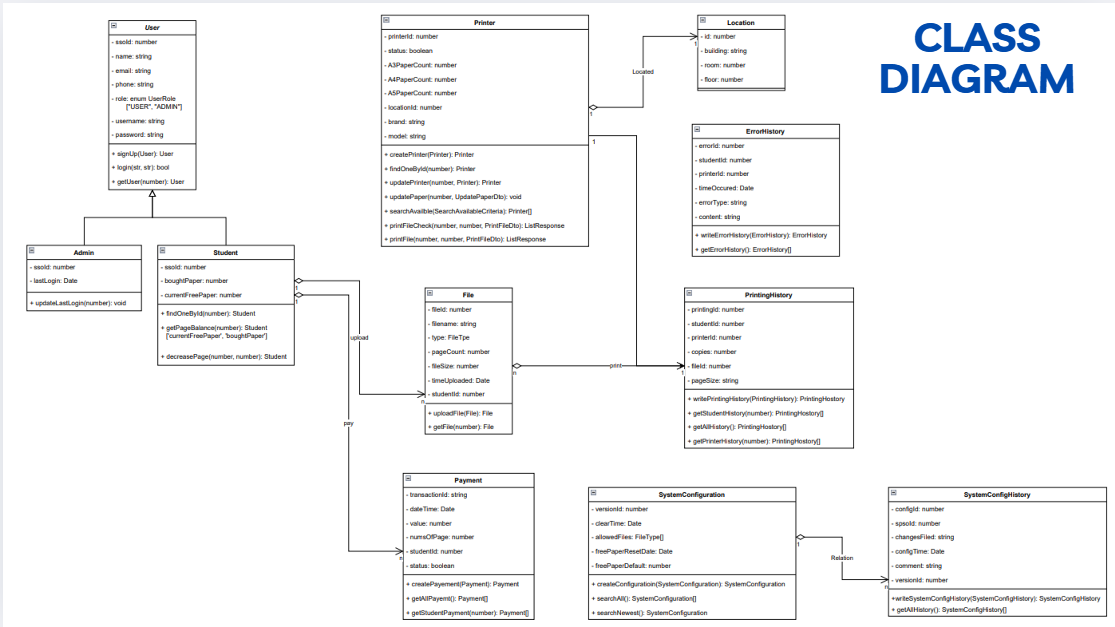 CLASS
DIAGRAM
User
- ssoId: number
- name: string
- email: string
- phone: string
- role: enum UserRole
["USER", "ADMIN"]
- username: string
- password: string
+ signUp(User): User
+ login(str, str): bool
+ getUser(number): User
Printer
- printerId: number
- status: boolean
- A3PaperCount: number
- A4PaperCount: number
- A5PaperCount: number
- locationId: number
- brand: string
- model: string
+ createPrinter(Printer): Printer
+ findOneById(number): Printer
+ updatePrinter(number, Printer): Printer
+ updatePaper(number, UpdatePaperDto): void
+ searchAvailble(SearchAvailableCriteria): Printer[]
+ printFileCheck(number, number, PrintFileDto): ListResponse
+ printFile(number, number, PrintFileDto): ListResponse
1
1
Located
1
Location
- id: number
- building: string
- room: number
- floor: number
ErrorHistory
- errorId: number
- studentId: number
- printerId: number
- timeOccured: Date
- errorType: string
- content: string
+ writeErrorHistory(ErrorHistory): ErrorHistory
+ getErrorHistory(): ErrorHistory[]
Admin
- ssoId: number
- lastLogin: Date
+ updateLastLogin(number): void
Student
- ssoId: number
- boughtPaper: number
- currentFreePaper: number
+ findOneById(number): Student
+ getPageBalance(number): Student
['currentFreePaper', 'boughtPaper']
+ decreasePage(number, number): Student
1
1
upload
n
pay
n
File
- fileId: number
- filename: string
- type: FileTpe
- pageCount: number
- fileSize: number
- timeUploaded: Date
- studentId: number
+ uploadFile(File): File
+ getFile(number): File
n
print
1
PrintingHistory
- printingId: number
- studentId: number
- printerId: number
- copies: number
- fileId: number
- pageSize: string
+ writePrintingHistory(PrintingHistory): PrintingHostory
+ getStudentHistory(number): PrintingHostory[]
+ getAllHistory(): PrintingHostory[]
+ getPrinterHistory(number): PrintingHostory[]
Payment
- transactionId: string
- dateTime: Date
- value: number
- numsOfPage: number
- studentId: number
- status: boolean
+ createPayement(Payment): Payment
+ getAllPayemt(): Payment[]
+ getStudentPayment(number): Payment[]
SystemConfiguration
- versionId: number
- clearTime: Date
- allowedFiles: FileType[]
- freePaperResetDate: Date
- freePaperDefault: number
+ createConfiguratioin(SystemConfiguration): SystemConfiguration
+ searchAll(): SystemConfiguration[]
+ searchNewest(): SystemConfiguration
1
Relation
n
SystemConfigHistory
- configId: number
- spsoId: number
- changesFiled: string
- configTime: Date
- comment: string
- versionId: number
+writeSystemConfigHistory(SystemConfigHistory): SystemConfigHistory
+ getAllHistory(): SystemConfigHistory[]